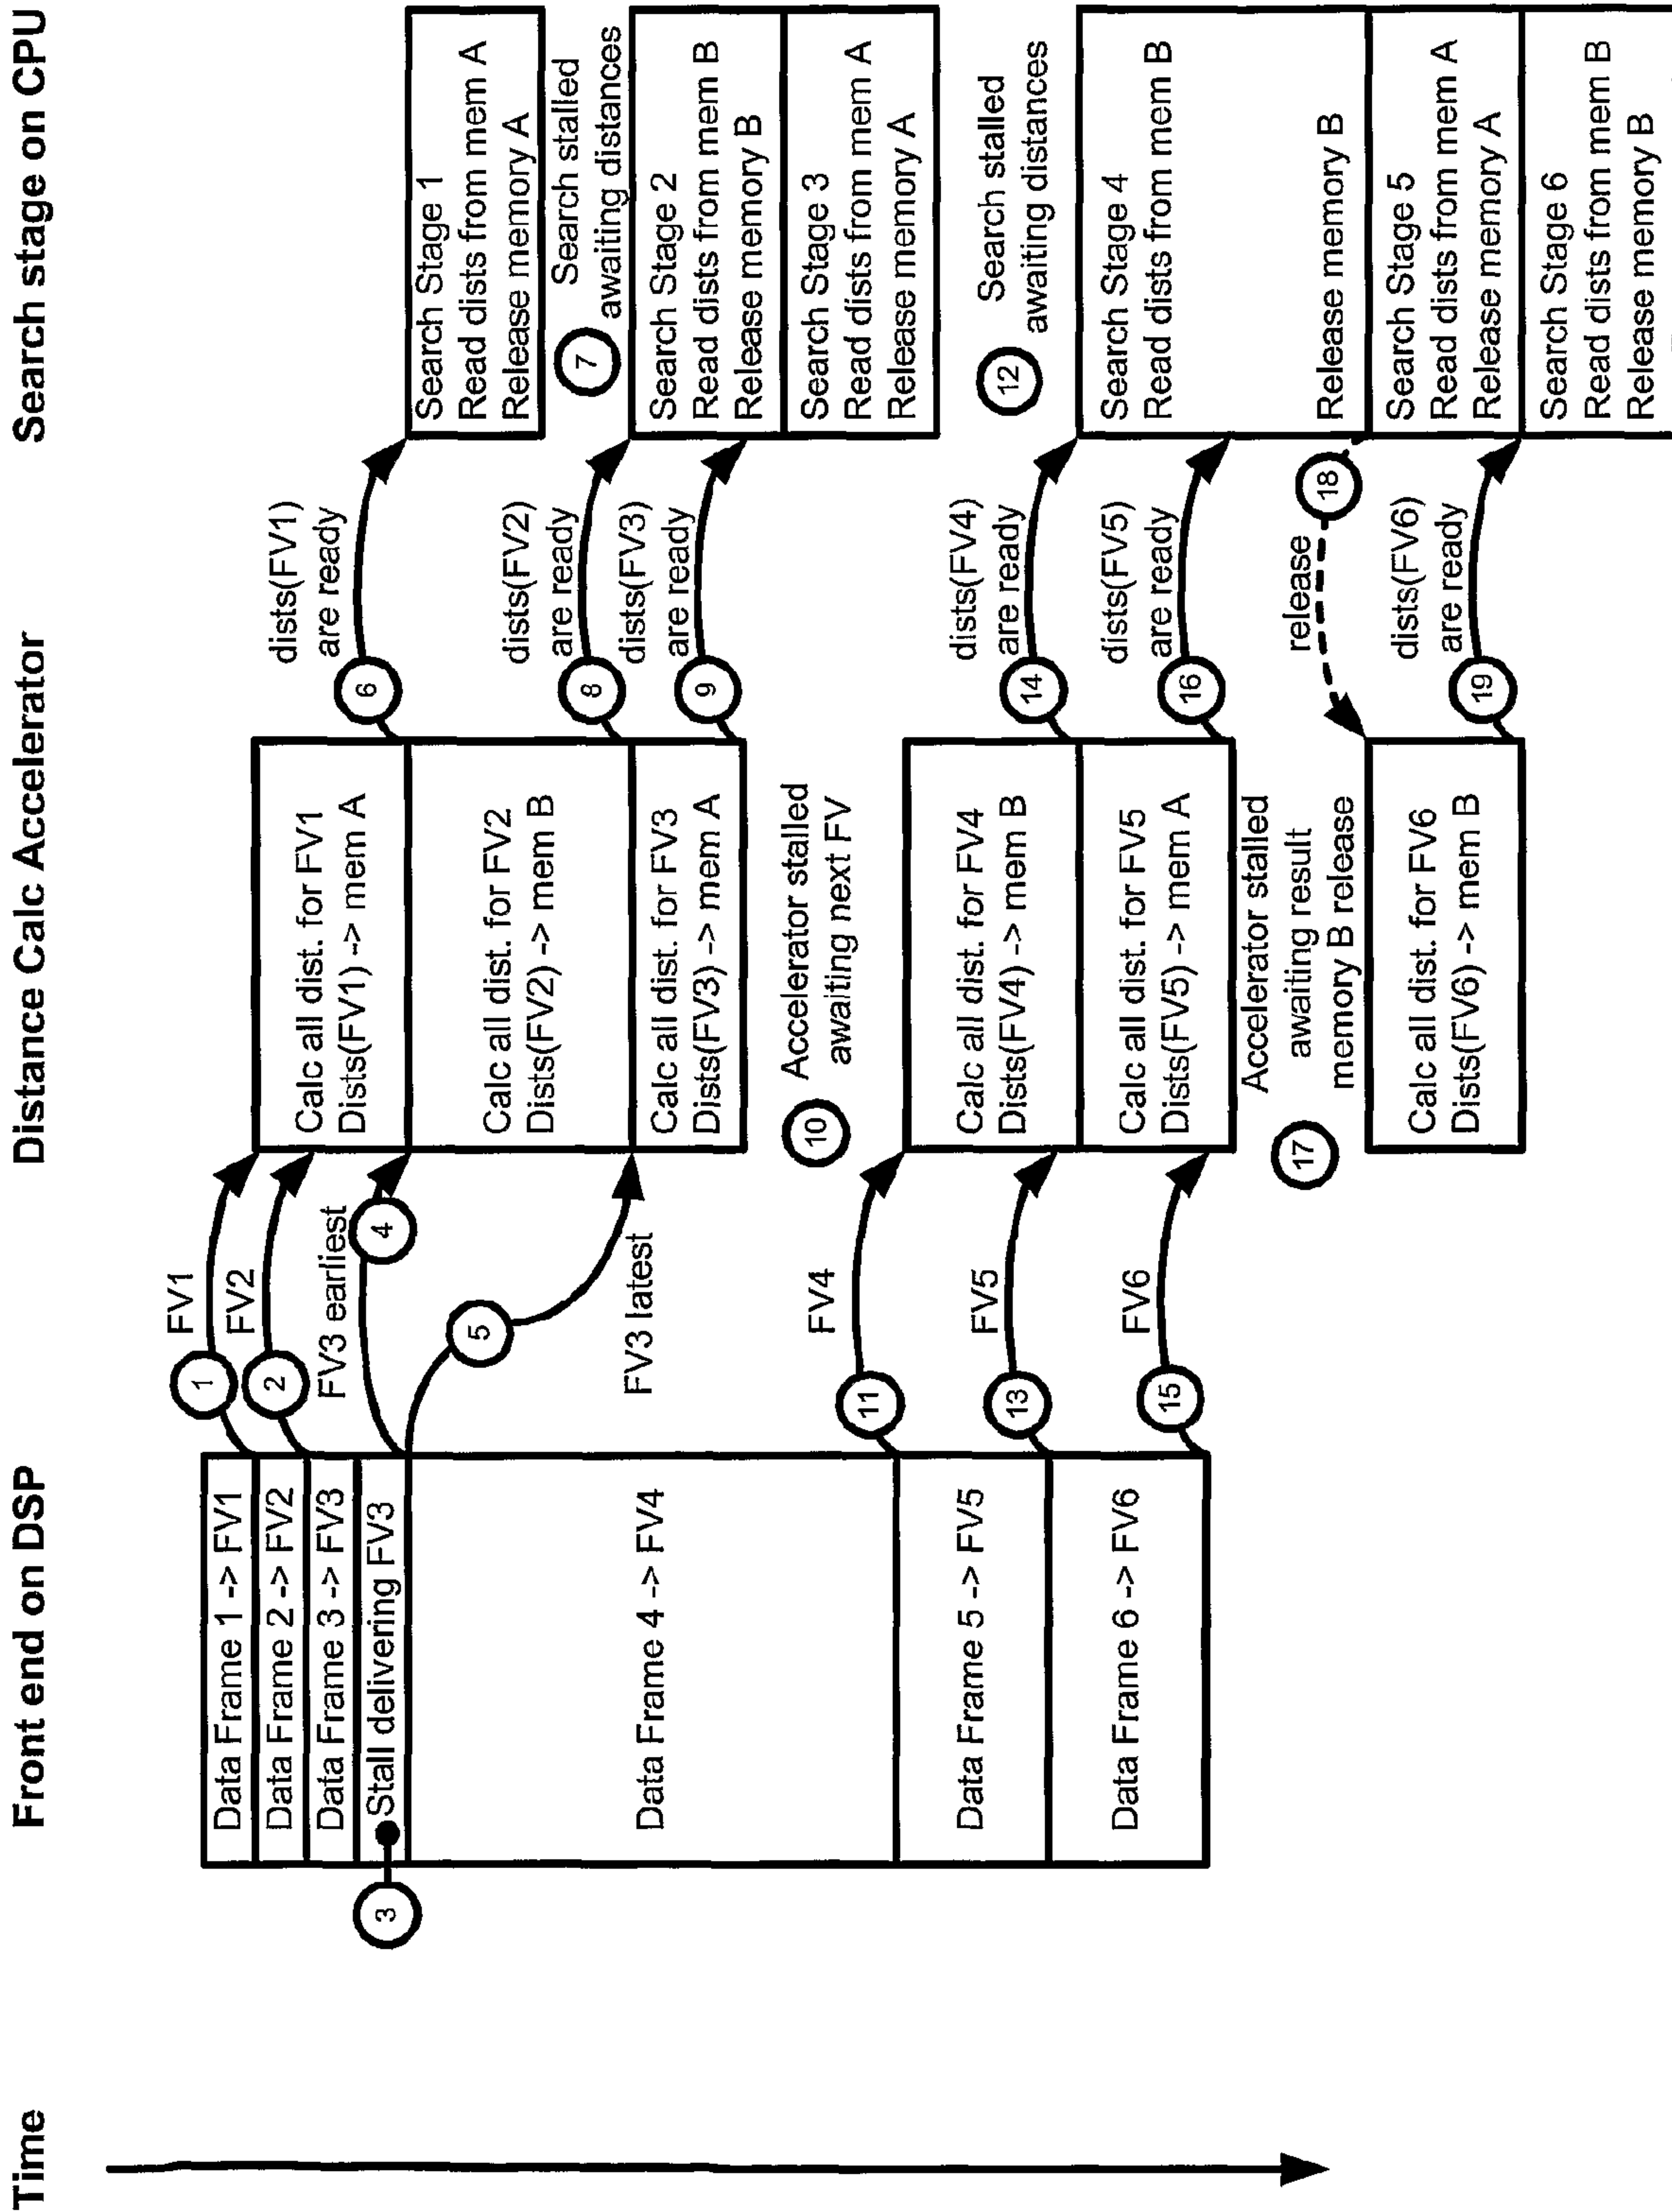 Time
Front end on DSP
Distance Calc Accelerator
Search stage on CPU
Data Frame 1 -> FV1
Data Frame 2 -> FV2
Data Frame 3 -> FV3
Stall delivering FV3
3
Data Frame 4 -> FV4
Data Frame 5 -> FV5
Data Frame 6 -> FV6
1
FV1
2
FV2
FV3 earliest
4
5
FV3 latest
11
FV4
13
FV5
15
FV6
Calc all dist. for FV1
Dists(FV1) -> mem A
Calc all dist. for FV2
Dists(FV2) -> mem B
Calc all dist. for FV3
Dists(FV3) -> mem A
10
Accelerator stalled
awaiting next FV
Calc all dist. for FV4
Dists(FV4) -> mem B
Calc all dist. for FV5
Dists(FV5) -> mem A
17
Accelerator stalled
awaiting result
memory B release
Calc all dist. for FV6
Dists(FV6) -> mem B
6
dists(FV1)
are ready
8
dists(FV2)
are ready
9
dists(FV3)
are ready
14
dists(FV4)
are ready
16
dists(FV5)
are ready
release
18
19
dists(FV6)
are ready
Search Stage 1
Read dists from mem A
Release memory A
7
Search stalled
awaiting distances
Search Stage 2
Read dists from mem B
Release memory B
Search Stage 3
Read dists from mem A
Release memory A
12
Search stalled
awaiting distances
Search Stage 4
Read dists from mem B
Release memory B
Search Stage 5
Read dists from mem A
Release memory A
Search Stage 6
Read dists from mem B
Release memory B